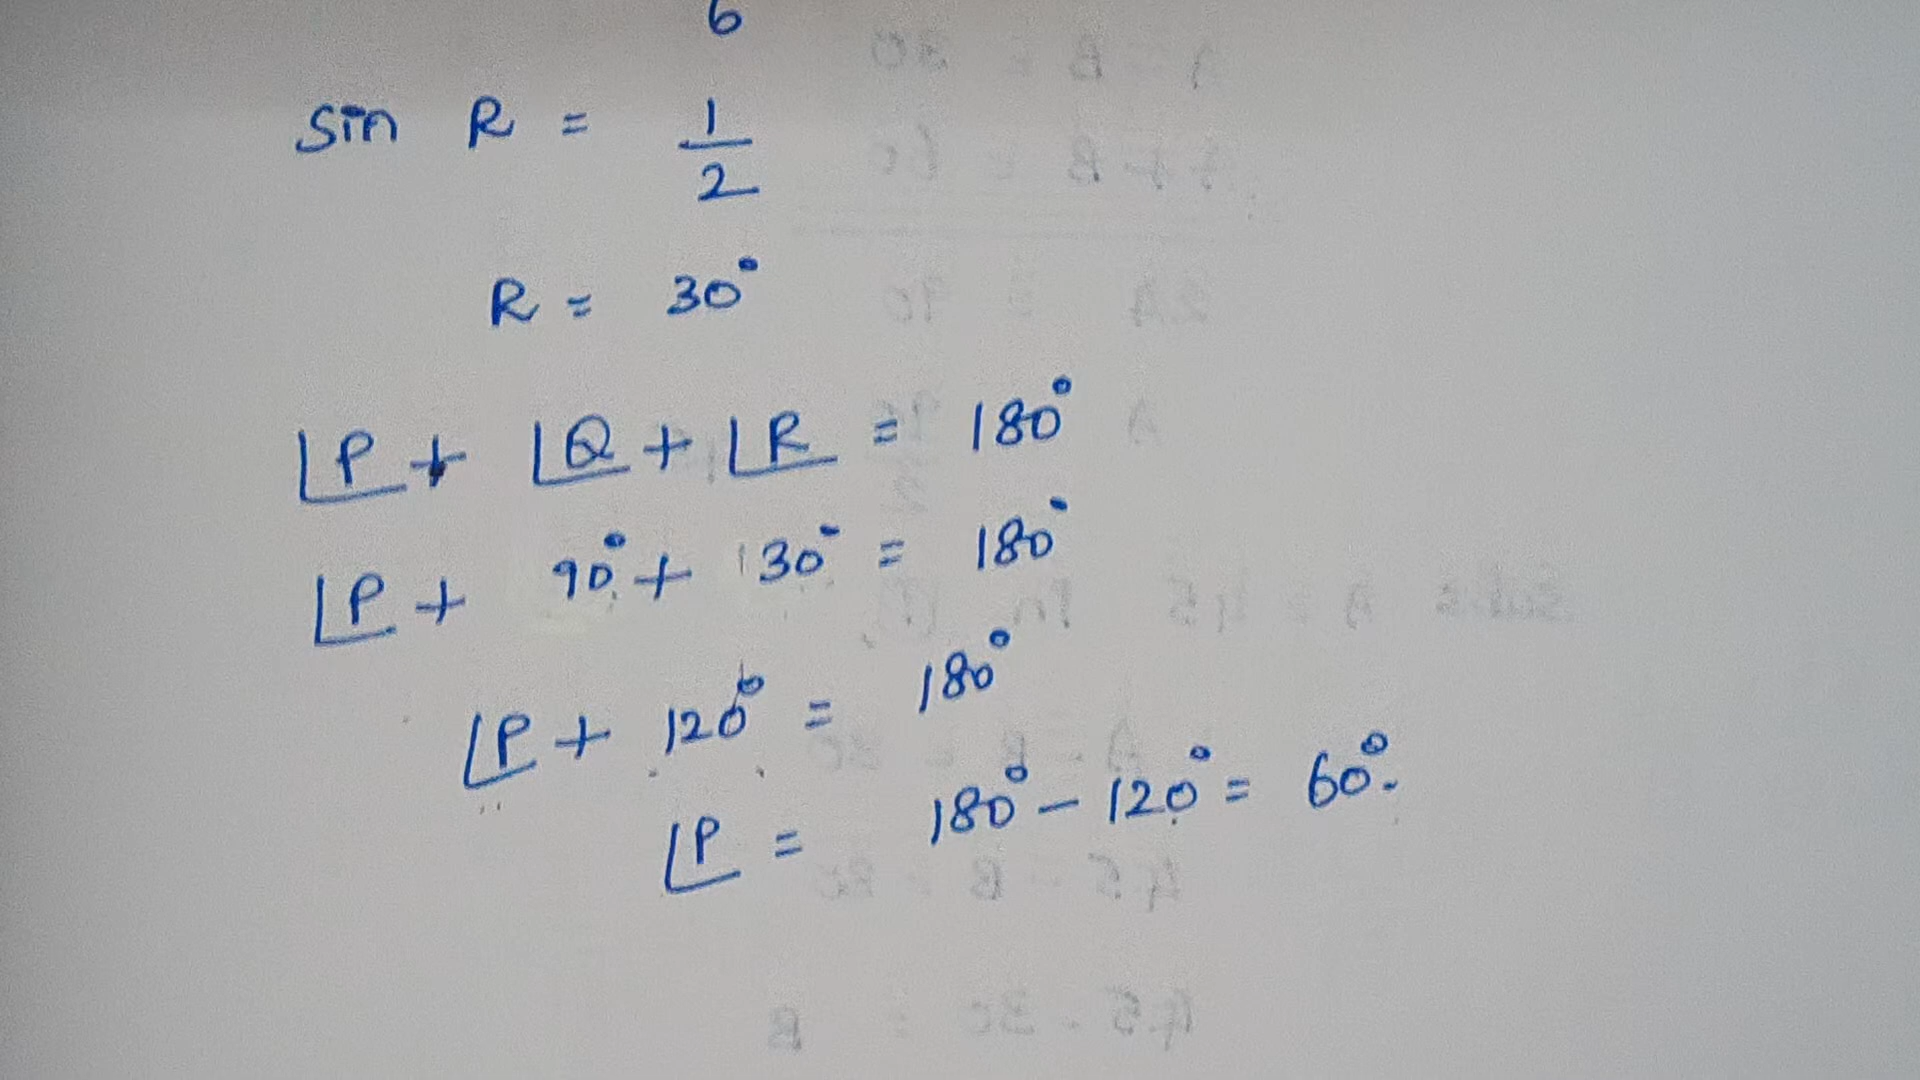 6
sin R = 1/2
R = 30°
∠P + ∠Q + ∠R = 180°
∠P + 90° + 30° = 180°
∠P + 120° = 180°
∠P = 180° - 120° = 60°.